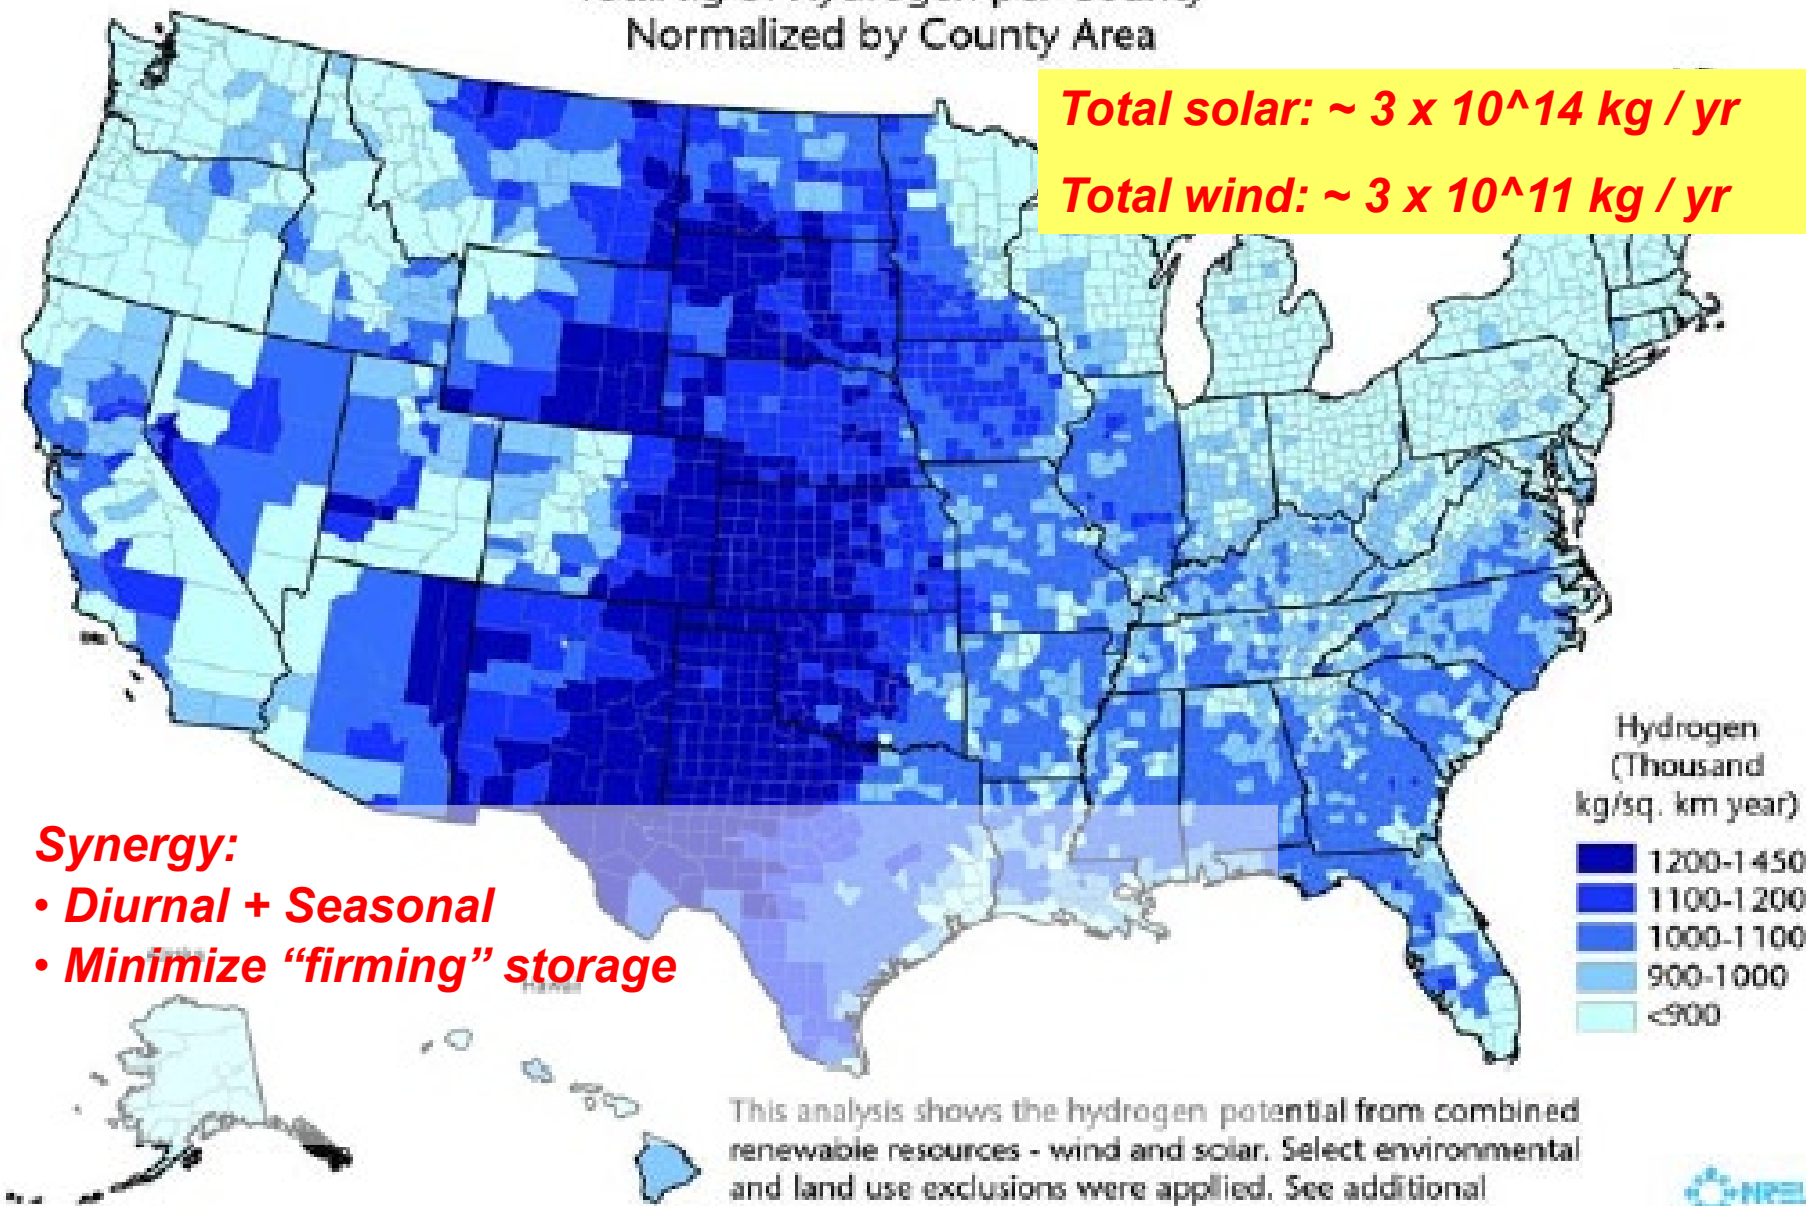 Normalized by County Area
Total solar: ~ 3 x 10^14 kg / yr
Total wind: ~ 3 x 10^11 kg / yr
Hydrogen
(Thousand
kg/sq. km year)
1200-1450
1100-1200
1000-1100
900-1000
<900
Synergy:
• Diurnal + Seasonal
• Minimize “firming” storage
Hawaii
This analysis shows the hydrogen potential from combined
renewable resources - wind and solar. Select environmental
and land use exclusions were applied. See additional
NREL